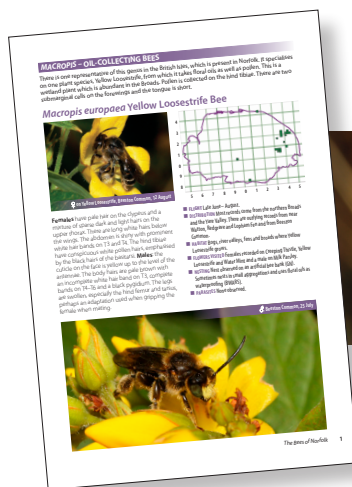 MACROPIS – OIL-COLLECTING BEES
There is one representative of this genus in the British Isles, which is present in Norfolk. It specialises
on one plant species, Yellow Loosestrife, from which it takes floral oils as well as pollen. This is a
wetland plant which is abundant in the Broads. Pollen is collected on the hind tibiae. There are two
submarginal cells on the forewings and the tongue is short.
Macropis europaea Yellow Loosestrife Bee
♀ on Yellow Loosestrife, Beeston Common, 12 August
Females have pale hair on the clypeus and a
mixture of sparse dark and light hairs on the
upper thorax. There are long white hairs below
the wings. The abdomen is shiny with prominent
white hair bands on T3 and T4. The hind tibiae
have conspicuous white pollen hairs, emphasised
by the black hairs of the basitarsi. Males: the
cuticle on the face is yellow up to the level of the
antennae. The body hairs are pale brown with
an incomplete white hair band on T3, complete
bands on T4–T6 and a black pygidium. The legs
are swollen, especially the hind femur and tarsus,
perhaps an adaptation used when gripping the
female when mating.
FLIGHT Late June – August.
DISTRIBUTION Most records come from the northern Broads
and the Yare Valley. There are outlying records from near
Watton, Redgrave and Lopham Fen and from Beeston
Common.
HABITAT Bogs, river valleys, fens and broads where Yellow
Loosestrife grows.
FLOWERS VISITED Females recorded on Creeping Thistle, Yellow
Loosestrife and Water Mint and a male on Milk Parsley.
NESTING Nest observed on an artificial peat bank
Sometimes nests in small aggregations and uses floral oils as
waterproofing (BWARS).
PARASITES None observed.
♂ Beeston Common, 25 July
The Bees of Norfolk 1